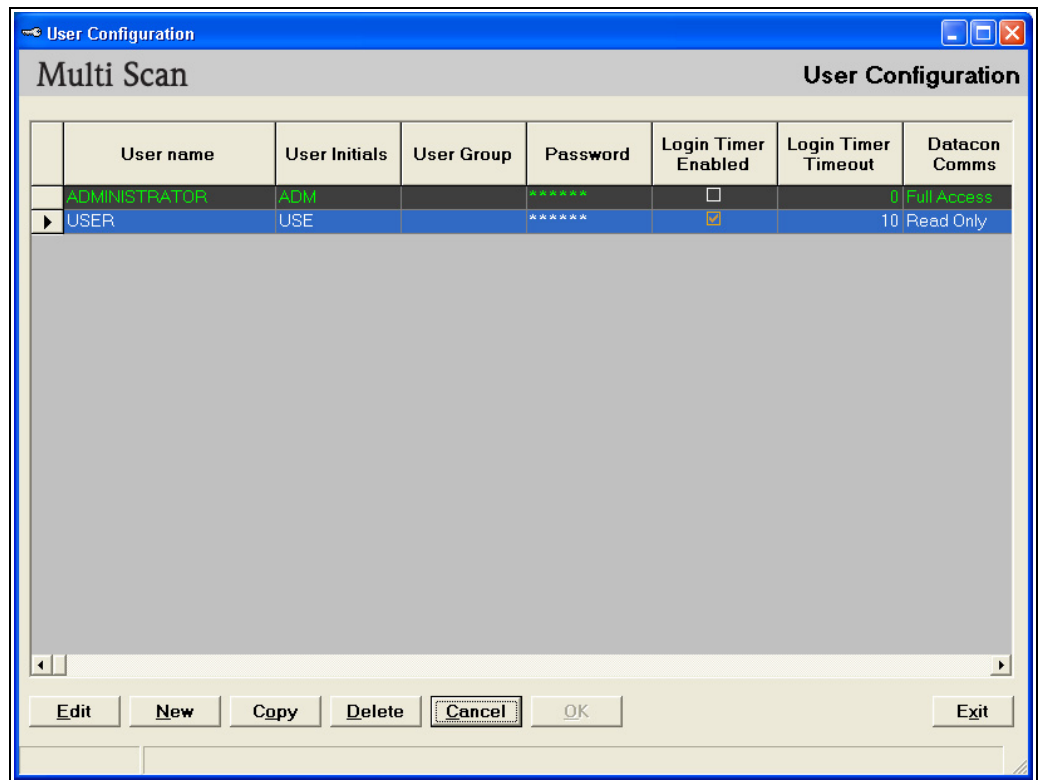 User Configuration
Multi Scan
User Configuration
User name User Initials User Group Password Login Timer Enabled Login Timer Timeout Datacon Comms
ADMINISTRATOR ADM ****** 0 Full Access
USER USE ****** 10 Read Only
Edit New Copy Delete Cancel OK Exit